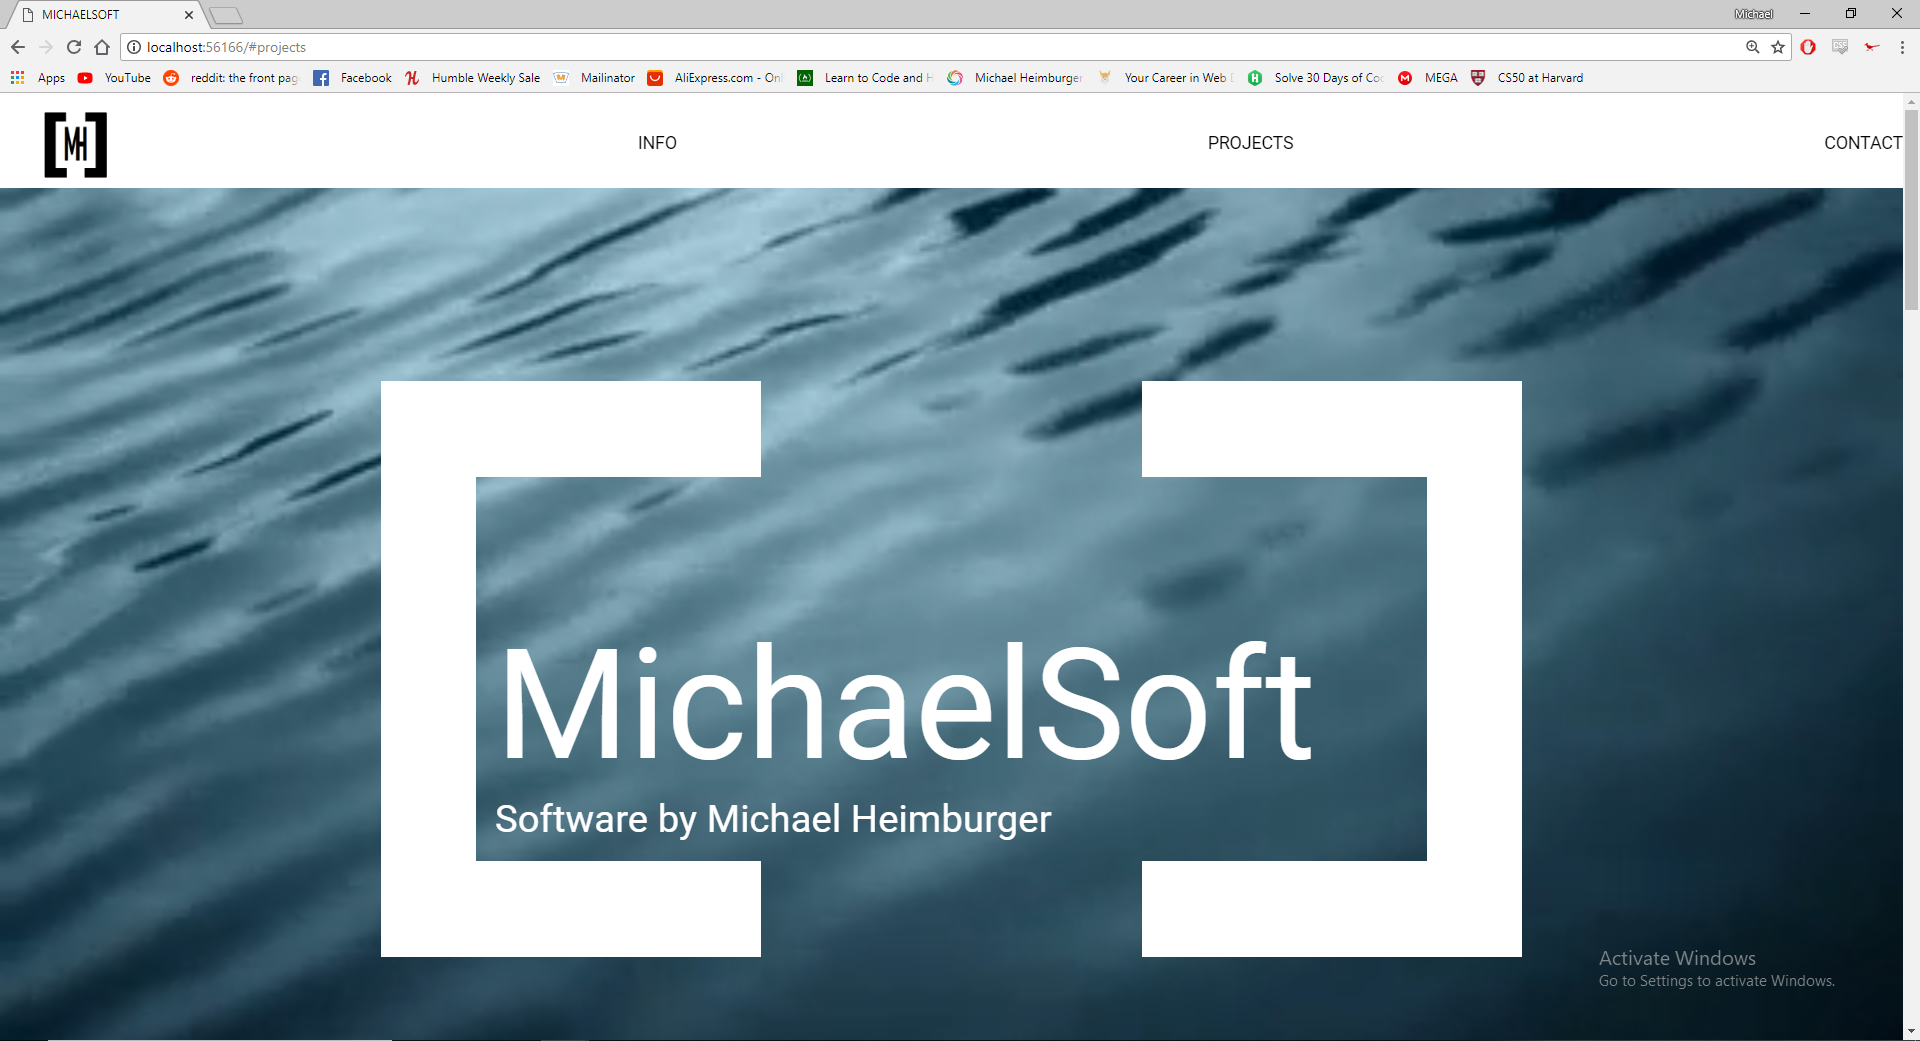 MICHAELSOFT
Michael
localhost:56166/#projects
Apps YouTube reddit: the front pag Facebook Humble Weekly Sale Mailinator AliExpress.com - Onl Learn to Code and H Michael Heimburger Your Career in Web D Solve 30 Days of Coc MEGA CS50 at Harvard
MH INFO PROJECTS CONTACT
MichaelSoft
Software by Michael Heimburger
Activate Windows
Go to Settings to activate Windows.